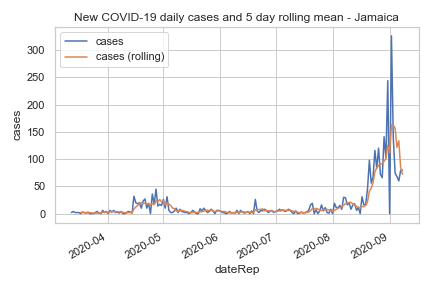 New COVID-19 daily cases and 5 day rolling mean - Jamaica
cases
cases (rolling)
cases
300
250
200
150
100
50
0
2020-04
2020-05
2020-06
2020-07
2020-08
2020-09
dateRep